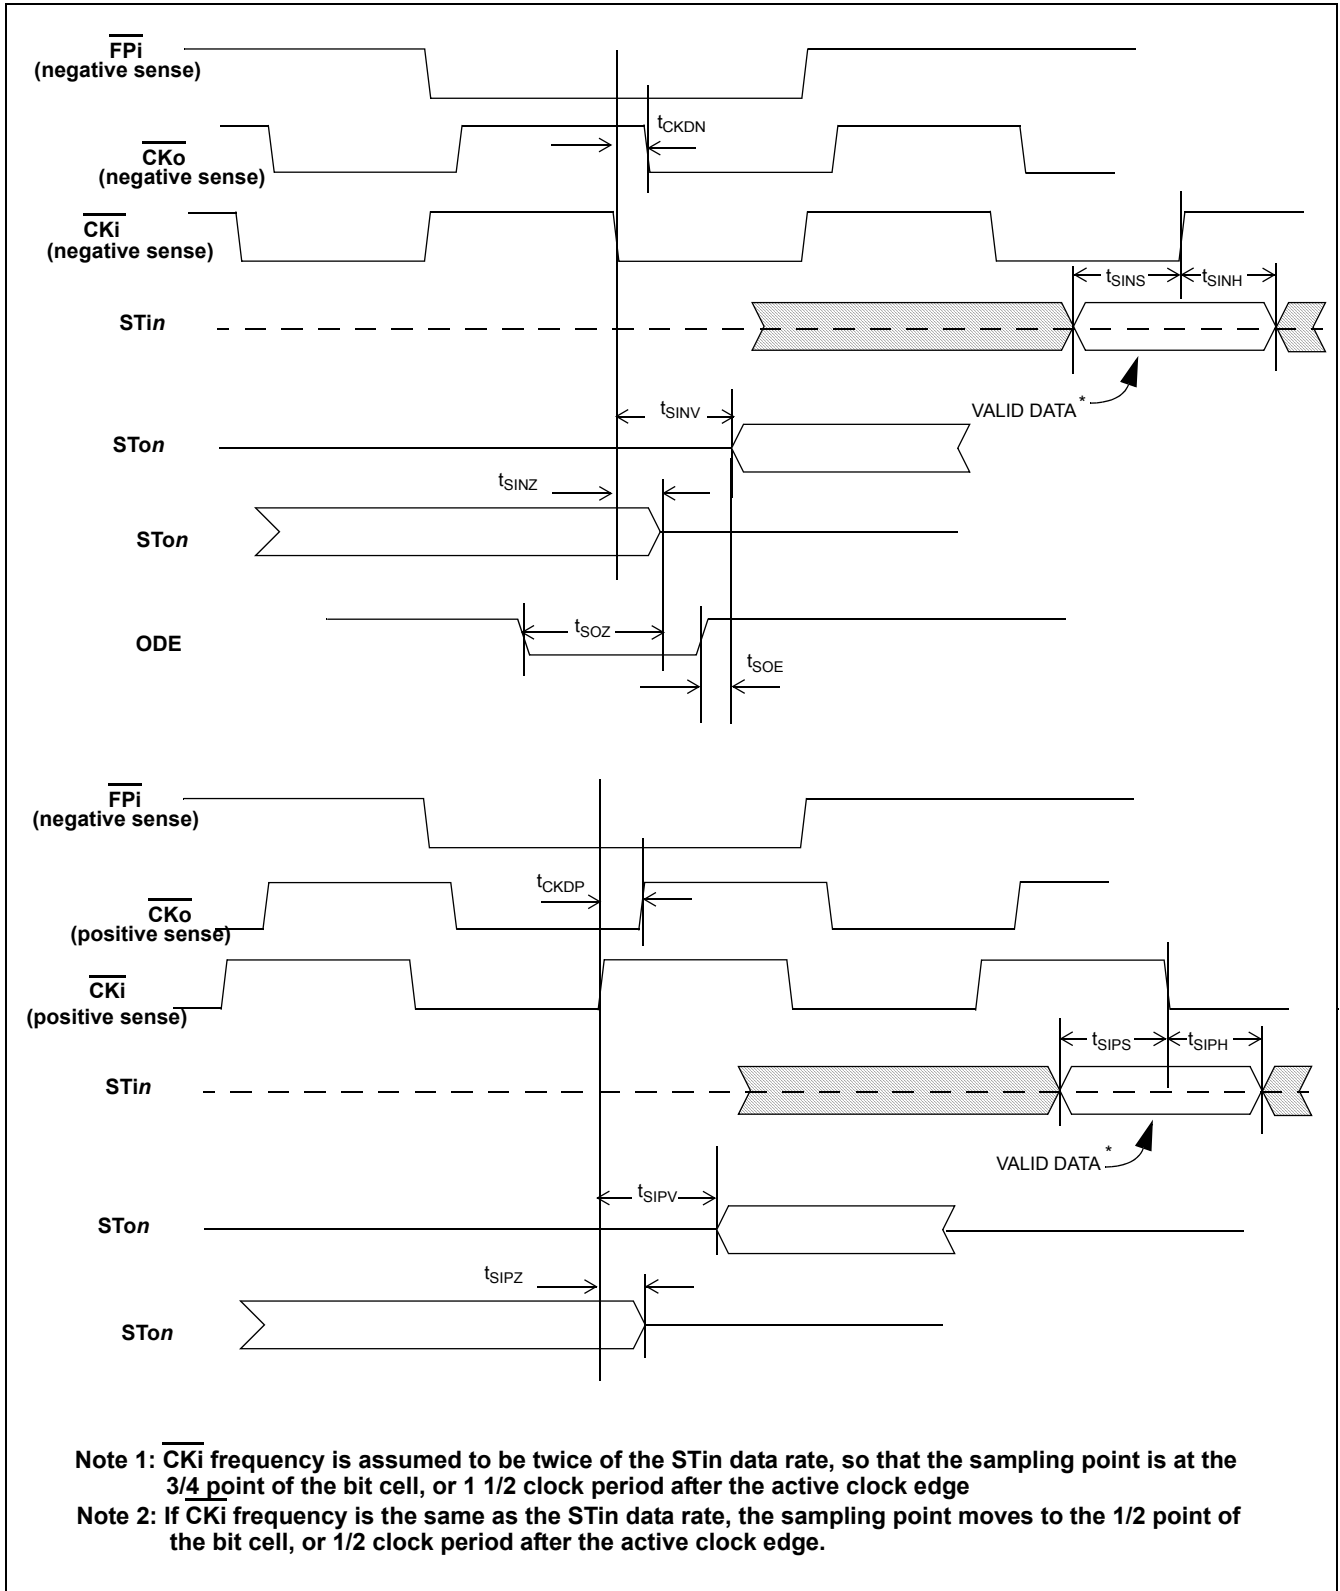 FPi
(negative sense)
tCKDN
CKo
(negative sense)
CKi
(negative sense)
tSINS
tSINH
STin
VALID DATA *
tSINV
STon
tSINZ
STon
tSOZ
ODE
tSOE
FPi
(negative sense)
tCKDP
CKo
(positive sense)
CKi
(positive sense)
tSIPS
tSIPH
STin
VALID DATA *
tSIPV
STon
tSIPZ
STon
Note 1: CKi frequency is assumed to be twice of the STin data rate, so that the sampling point is at the
3/4 point of the bit cell, or 1 1/2 clock period after the active clock edge
Note 2: If CKi frequency is the same as the STin data rate, the sampling point moves to the 1/2 point of
the bit cell, or 1/2 clock period after the active clock edge.